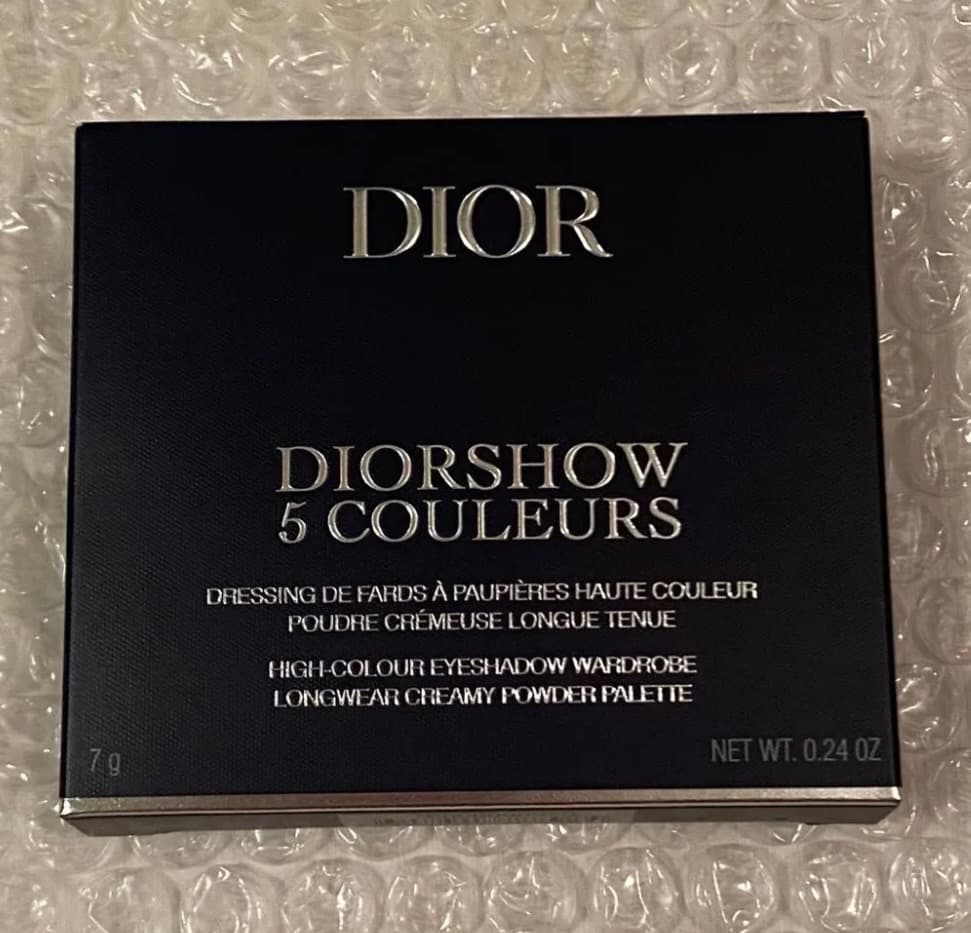 DIOR
DIORSHOW
5 COULEURS
DRESSING DE FARDS À PAUPIÈRES HAUTE COULEUR
POUDRE CRÉMEUSE LONGUE TENUE
HIGH-COLOUR EYESHADOW WARDROBE
LONGWEAR CREAMY POWDER PALETTE
7 g
NET WT. 0.24 OZ